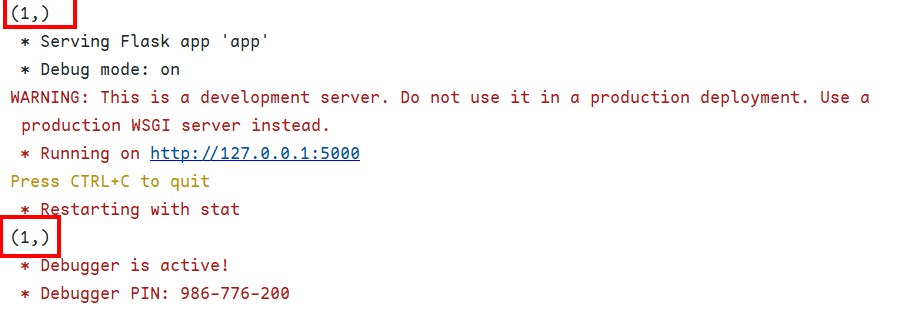 (1,)
* Serving Flask app 'app'
* Debug mode: on
WARNING: This is a development server. Do not use it in a production deployment. Use a
production WSGI server instead.
* Running on http://127.0.0.1:5000
Press CTRL+C to quit
* Restarting with stat
(1,)
* Debugger is active!
* Debugger PIN: 986-776-200